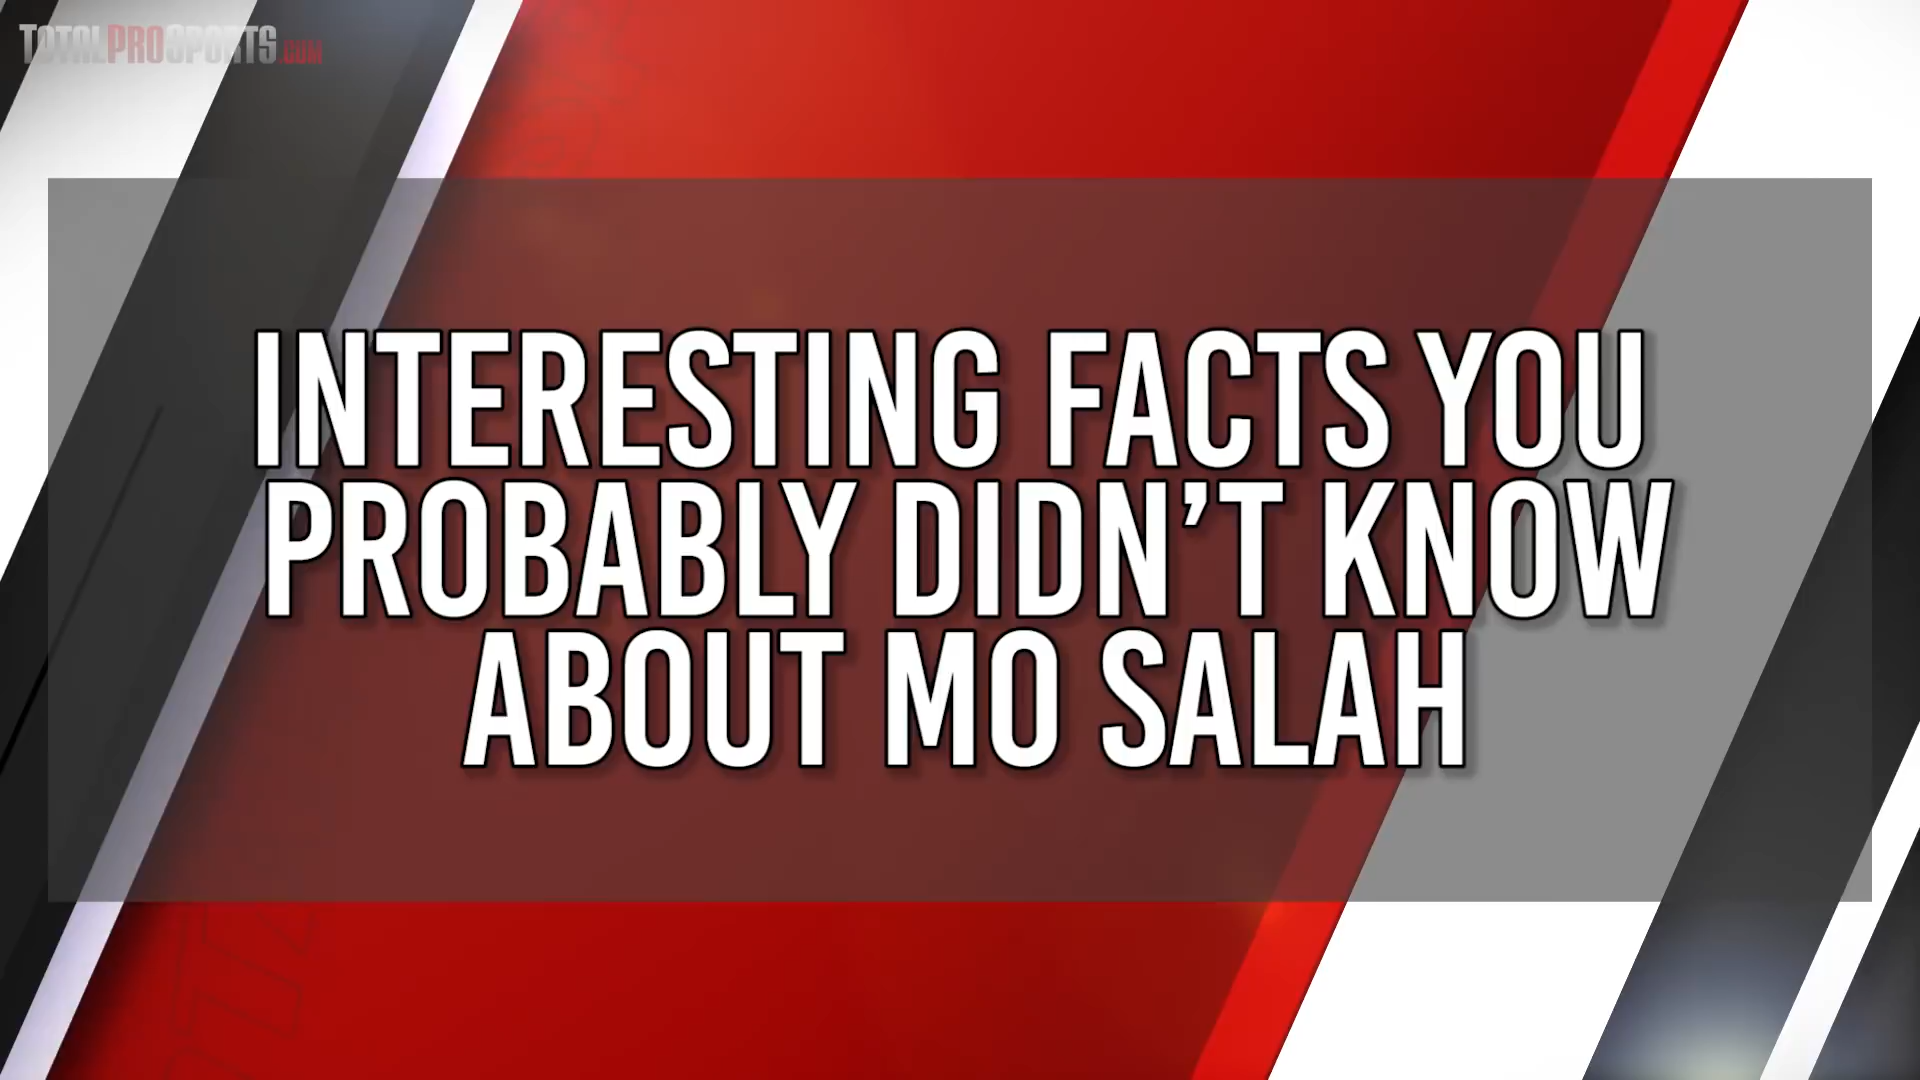 TOTALPROSPORTS.COM
INTERESTING FACTS YOU
PROBABLY DIDN'T KNOW
ABOUT MO SALAH